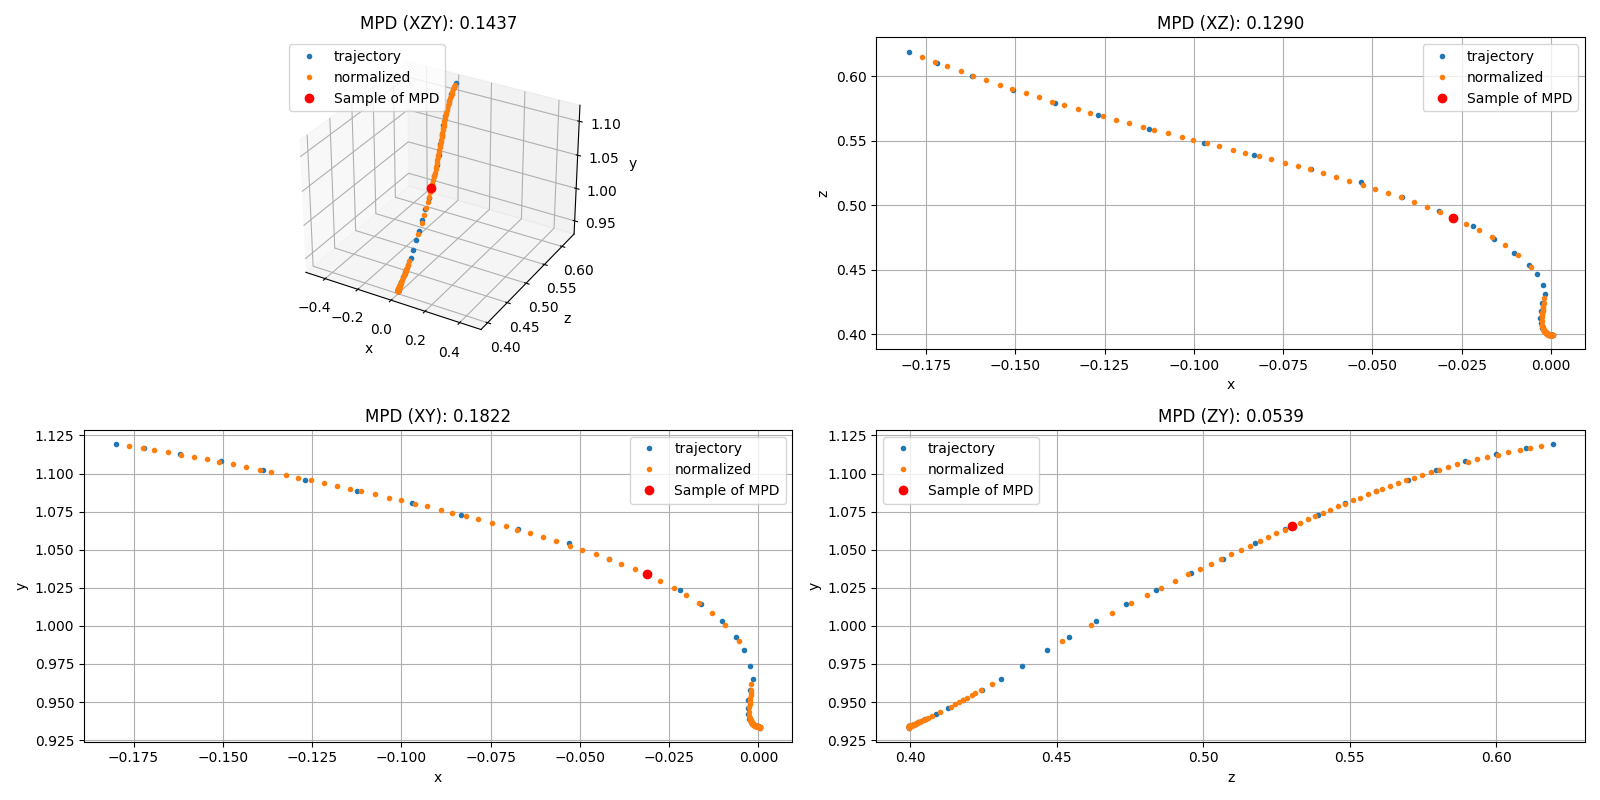 MPD (XZY): 0.1437
trajectory
normalized
Sample of MPD
1.10
1.05
1.00
0.95
y
0.60
0.55
0.50
0.45
0.40
z
−0.4
−0.2
0.0
0.2
0.4
x
MPD (XZ): 0.1290
trajectory
normalized
Sample of MPD
0.60
0.55
0.50
0.45
0.40
z
−0.175 −0.150 −0.125 −0.100 −0.075 −0.050 −0.025 0.000
x
MPD (XY): 0.1822
trajectory
normalized
Sample of MPD
1.125
1.100
1.075
1.050
1.025
1.000
0.975
0.950
0.925
y
−0.175 −0.150 −0.125 −0.100 −0.075 −0.050 −0.025 0.000
x
MPD (ZY): 0.0539
trajectory
normalized
Sample of MPD
1.125
1.100
1.075
1.050
1.025
1.000
0.975
0.950
0.925
y
0.40 0.45 0.50 0.55 0.60
z